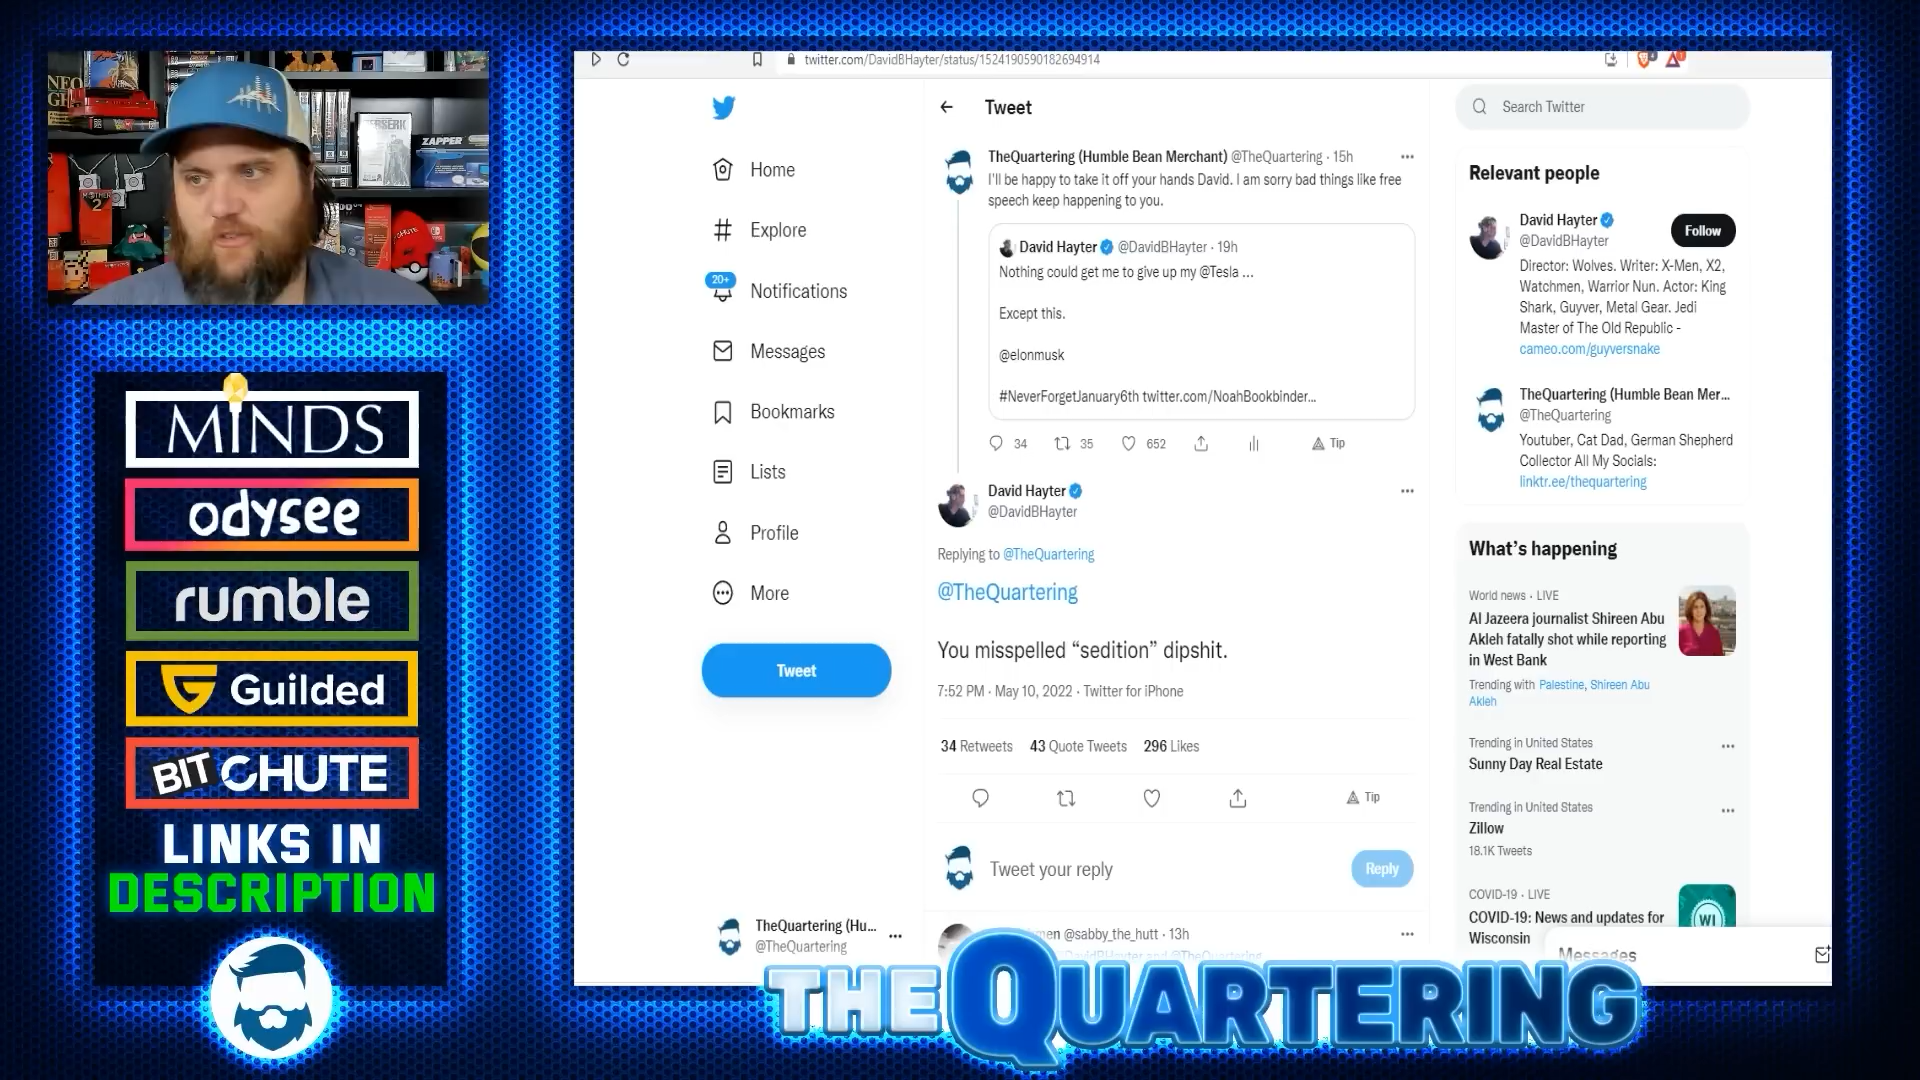 NEO
BERSERK
ZAPPER
MOTHER
2
MINDS
odysee
rumble
Guilded
BITCHUTE
LINKS IN
DESCRIPTION
twitter.com/DavidBHayter/status/1524190590182694914
Home
Explore
20+
Notifications
Messages
Bookmarks
Lists
Profile
More
Tweet
TheQuartering (Hu...
@TheQuartering
Tweet
TheQuartering (Humble Bean Merchant) @TheQuartering · 15h
I'll be happy to take it off your hands David. I am sorry bad things like free
speech keep happening to you.
David Hayter @DavidBHayter · 19h
Nothing could get me to give up my @Tesla ...
Except this.
@elonmusk
#NeverForgetJanuary6th twitter.com/NoahBookbinder...
34 35 652 Tip
David Hayter
@DavidBHayter
Replying to @TheQuartering
@TheQuartering
You misspelled “sedition” dipshit.
7:52 PM · May 10, 2022 · Twitter for iPhone
34 Retweets 43 Quote Tweets 296 Likes
Tip
Tweet your reply
Reply
@sabby_the_hutt · 13h
@DavidBHayter and @TheQuartering
Search Twitter
Relevant people
David Hayter
Follow
@DavidBHayter
Director: Wolves. Writer: X-Men, X2,
Watchmen, Warrior Nun. Actor: King
Shark, Guyver, Metal Gear. Jedi
Master of The Old Republic -
cameo.com/guyversnake
TheQuartering (Humble Bean Mer...
@TheQuartering
Youtuber, Cat Dad, German Shepherd
Collector All My Socials:
linktr.ee/thequartering
What's happening
World news · LIVE
Al Jazeera journalist Shireen Abu
Akleh fatally shot while reporting
in West Bank
Trending with Palestine, Shireen Abu
Akleh
Trending in United States
Sunny Day Real Estate
Trending in United States
Zillow
18.1K Tweets
COVID-19 · LIVE
COVID-19: News and updates for
Wisconsin
WI
Messages
THE QUARTERING